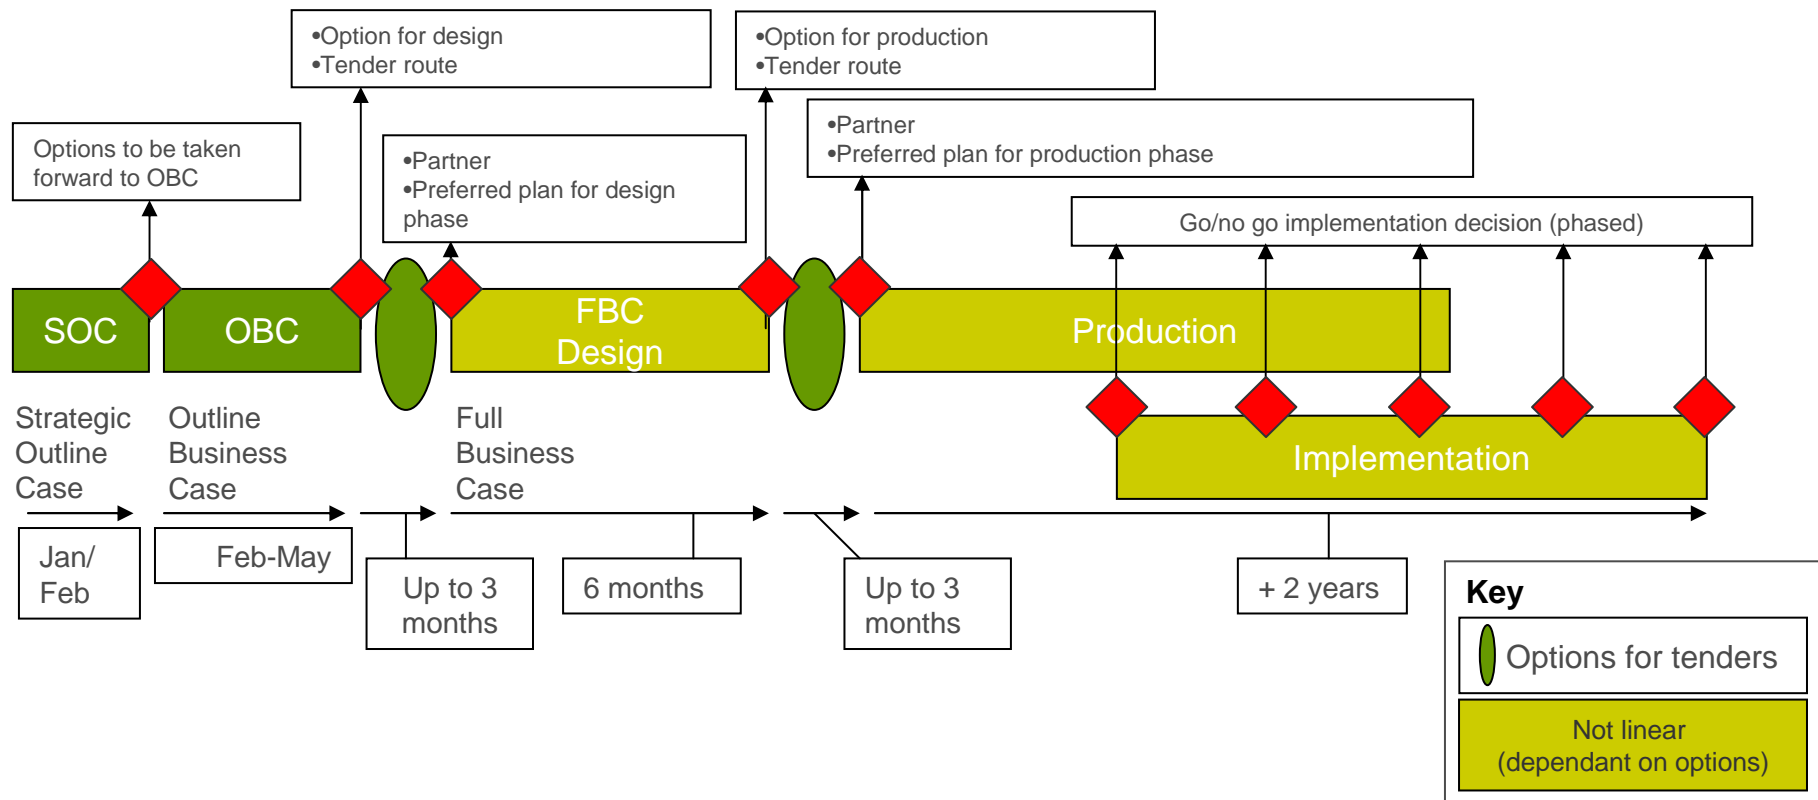 •Option for design
•Tender route
•Option for production
•Tender route
Options to be taken
forward to OBC
•Partner
•Preferred plan for design
phase
•Partner
•Preferred plan for production phase
Go/no go implementation decision (phased)
SOC
OBC
FBC
Design
Production
Implementation
Strategic
Outline
Case
Outline
Business
Case
Full
Business
Case
Jan/
Feb
Feb-May
Up to 3
months
6 months
Up to 3
months
+ 2 years
Key
Options for tenders
Not linear
(dependant on options)